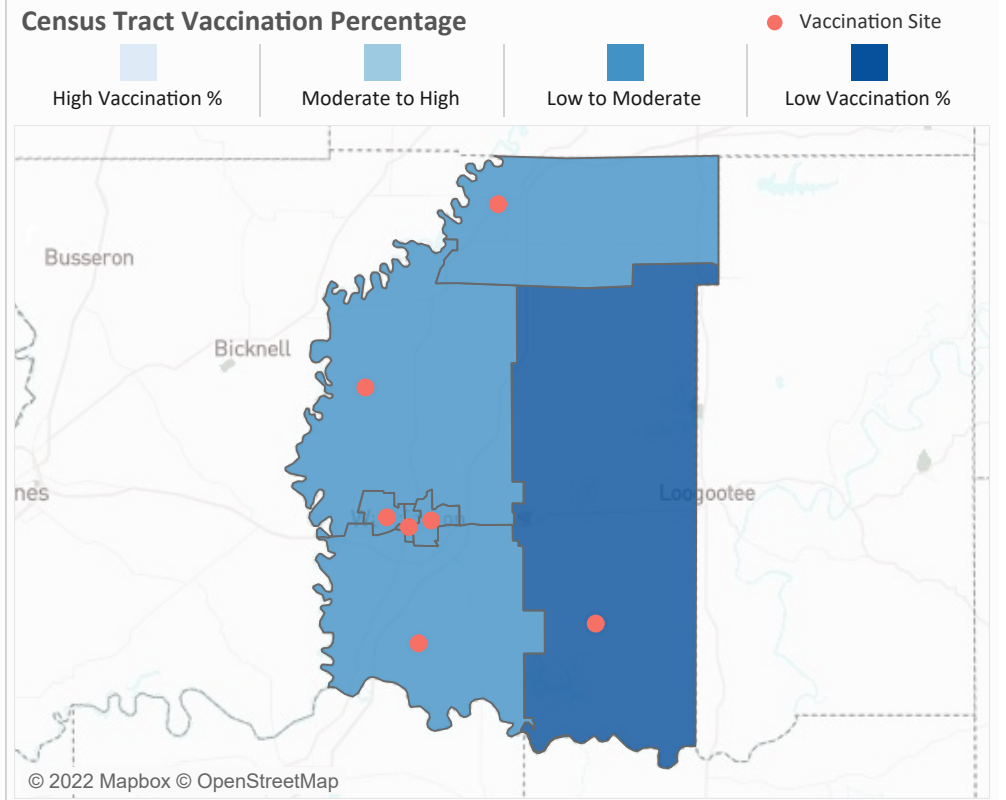 Census Tract Vaccination Percentage
Vaccination Site
High Vaccination %
Moderate to High
Low to Moderate
Low Vaccination %
Busseron
Bicknell
nes
Loogootee
© 2022 Mapbox © OpenStreetMap